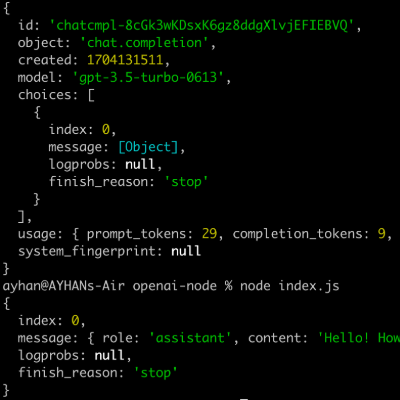 {
  id: 'chatcmpl-8cGk3wKDsxK6gz8ddgXlvjEFIEBVQ',
  object: 'chat.completion',
  created: 1704131511,
  model: 'gpt-3.5-turbo-0613',
  choices: [
    {
      index: 0,
      message: [Object],
      logprobs: null,
      finish_reason: 'stop'
    }
  ],
  usage: { prompt_tokens: 29, completion_tokens: 9,
  system_fingerprint: null
}
ayhan@AYHANs-Air openai-node % node index.js
{
  index: 0,
  message: { role: 'assistant', content: 'Hello! How
  logprobs: null,
  finish_reason: 'stop'
}